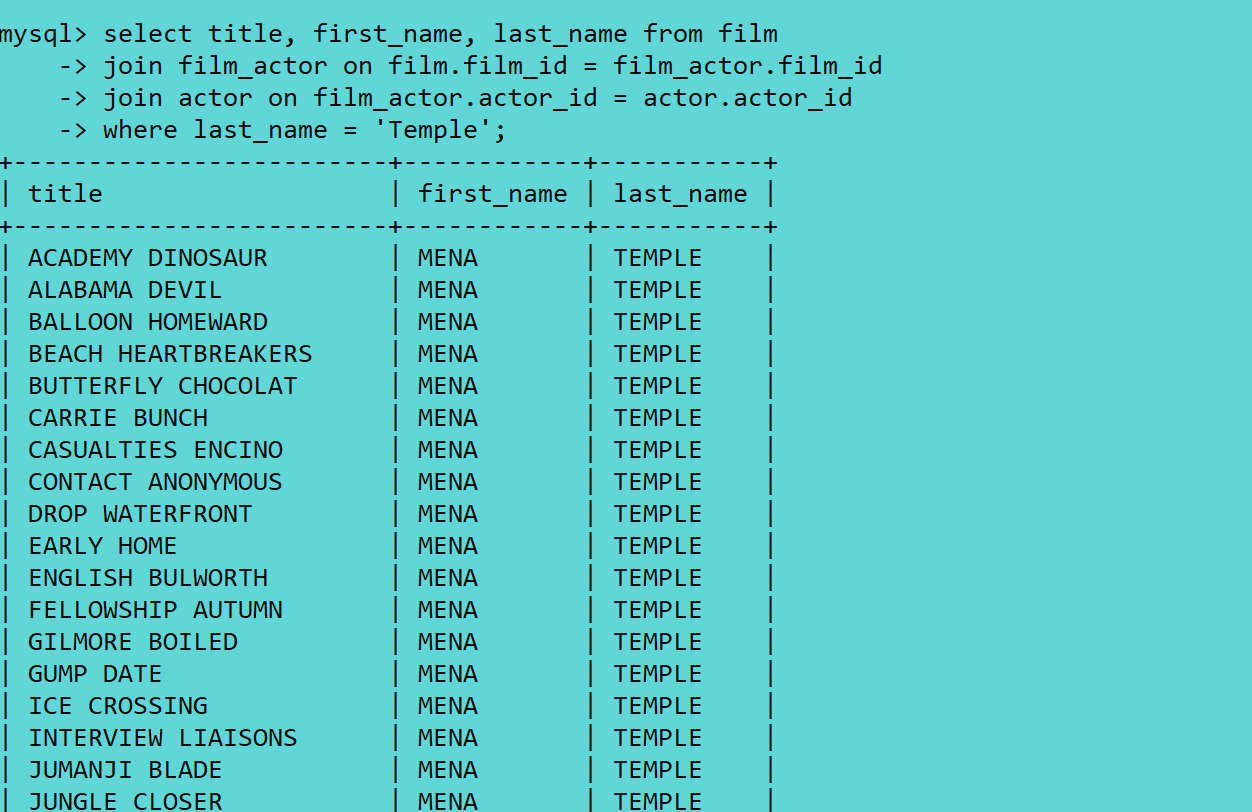 mysql> select title, first_name, last_name from film
    -> join film_actor on film.film_id = film_actor.film_id
    -> join actor on film_actor.actor_id = actor.actor_id
    -> where last_name = 'Temple';
+-------------------------+------------+-----------+
| title                   | first_name | last_name |
+-------------------------+------------+-----------+
| ACADEMY DINOSAUR        | MENA       | TEMPLE    |
| ALABAMA DEVIL           | MENA       | TEMPLE    |
| BALLOON HOMEWARD        | MENA       | TEMPLE    |
| BEACH HEARTBREAKERS     | MENA       | TEMPLE    |
| BUTTERFLY CHOCOLAT      | MENA       | TEMPLE    |
| CARRIE BUNCH            | MENA       | TEMPLE    |
| CASUALTIES ENCINO       | MENA       | TEMPLE    |
| CONTACT ANONYMOUS       | MENA       | TEMPLE    |
| DROP WATERFRONT         | MENA       | TEMPLE    |
| EARLY HOME              | MENA       | TEMPLE    |
| ENGLISH BULWORTH        | MENA       | TEMPLE    |
| FELLOWSHIP AUTUMN       | MENA       | TEMPLE    |
| GILMORE BOILED          | MENA       | TEMPLE    |
| GUMP DATE               | MENA       | TEMPLE    |
| ICE CROSSING            | MENA       | TEMPLE    |
| INTERVIEW LIAISONS      | MENA       | TEMPLE    |
| JUMANJI BLADE           | MENA       | TEMPLE    |
| JUNGLE CLOSER           | MENA       | TEMPLE    |